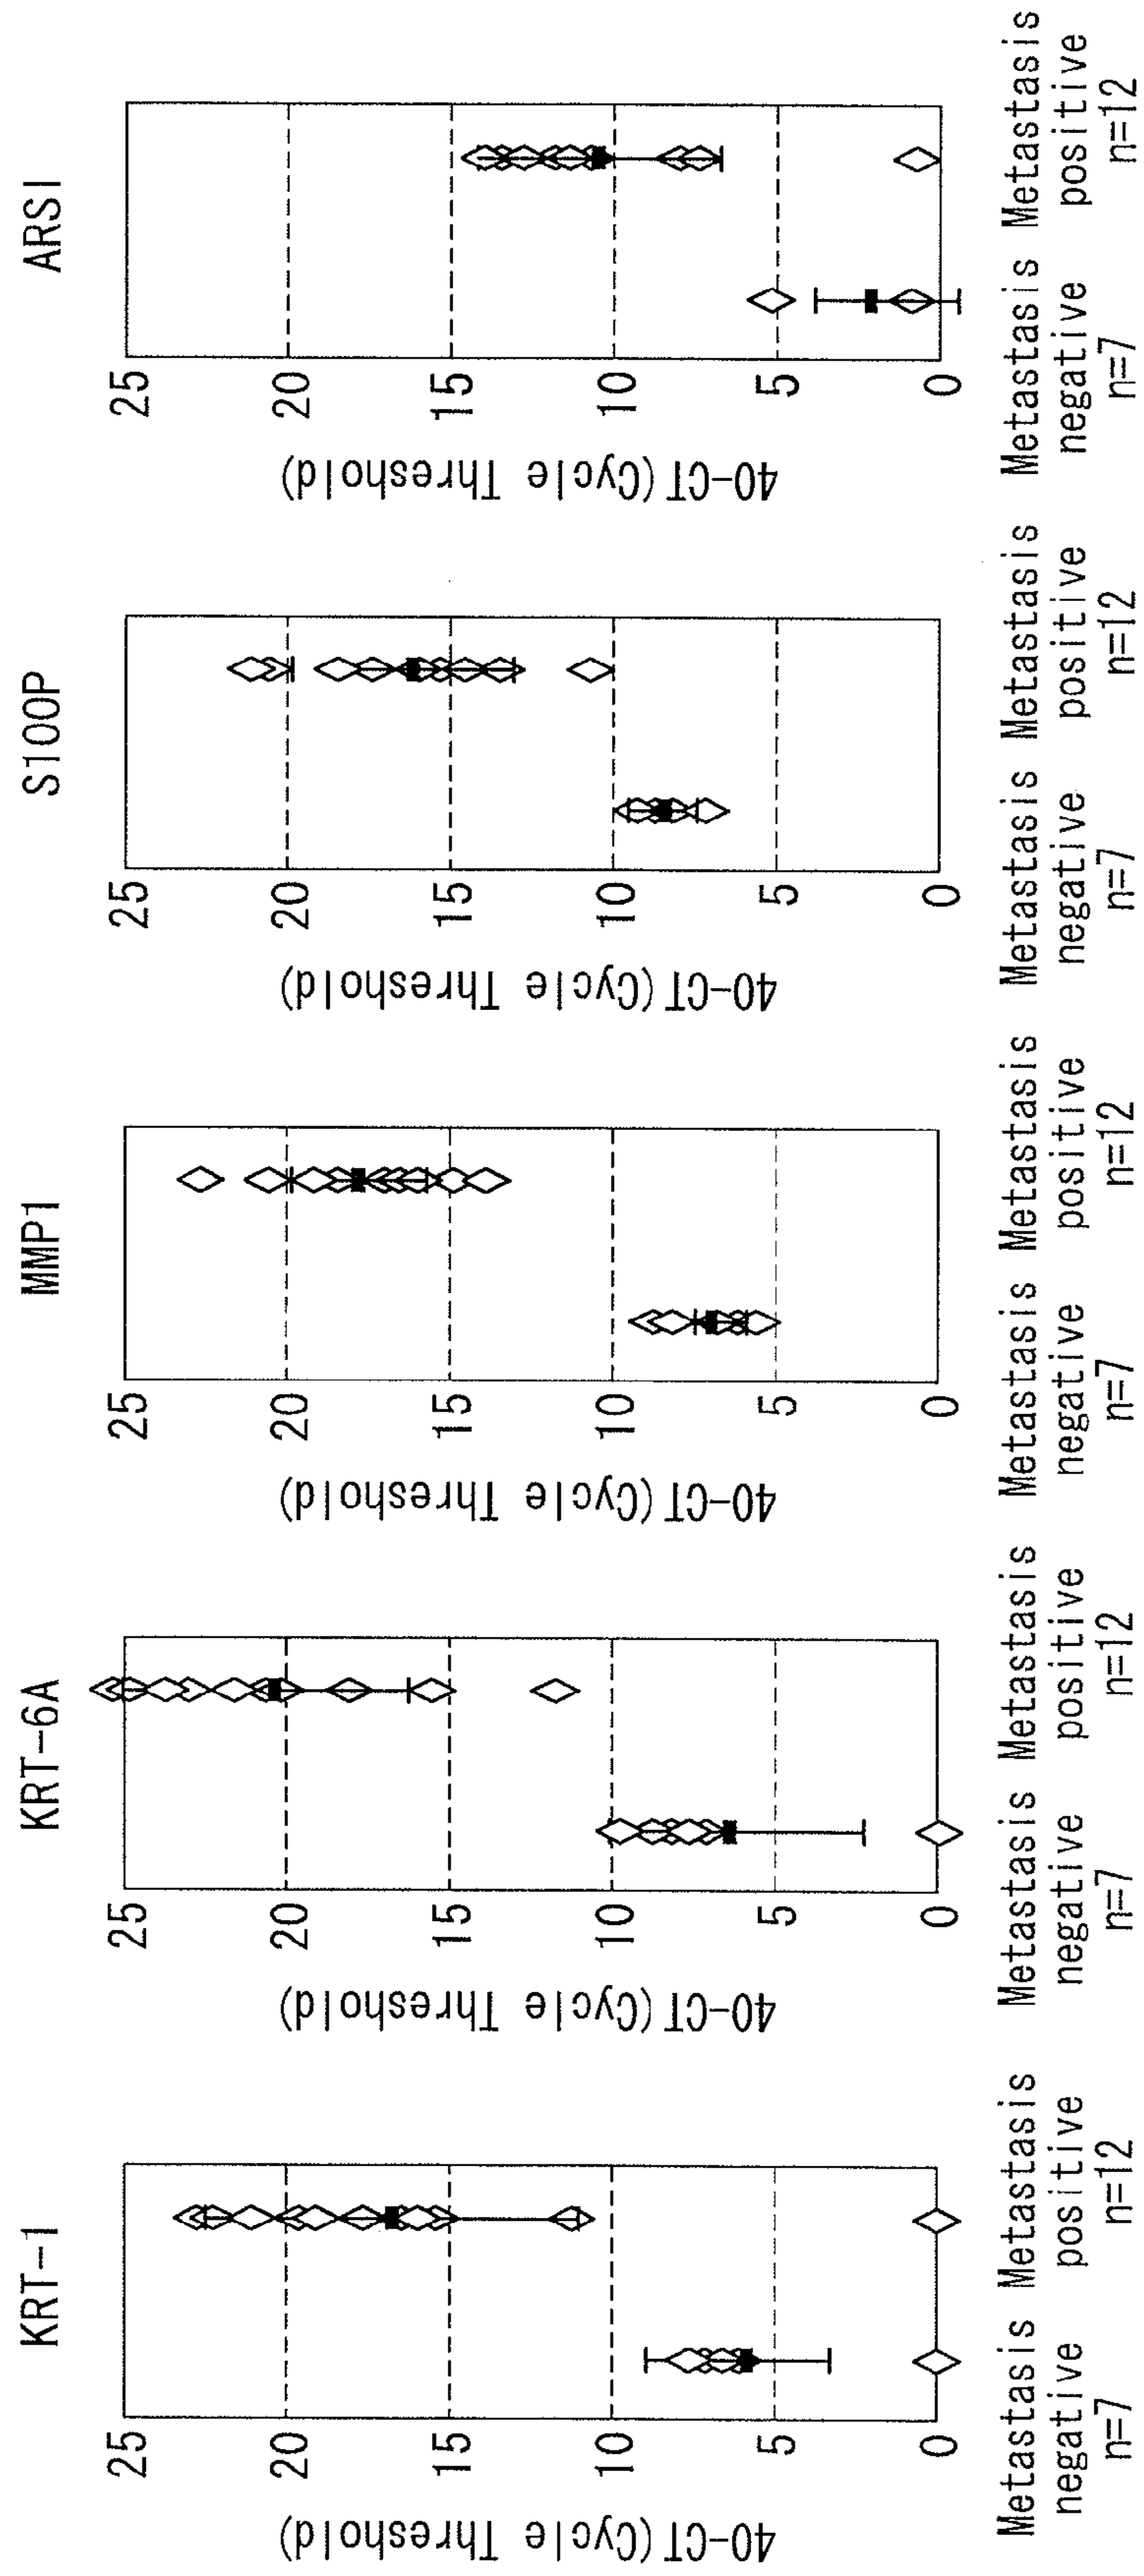 KRT-1
40-CT(Cycle Threshold)
25
20
15
10
5
0
Metastasis
negative
n=7
Metastasis
positive
n=12
KRT-6A
40-CT(Cycle Threshold)
25
20
15
10
5
0
Metastasis
negative
n=7
Metastasis
positive
n=12
MMP1
40-CT(Cycle Threshold)
25
20
15
10
5
0
Metastasis
negative
n=7
Metastasis
positive
n=12
S100P
40-CT(Cycle Threshold)
25
20
15
10
5
0
Metastasis
negative
n=7
Metastasis
positive
n=12
ARSI
40-CT(Cycle Threshold)
25
20
15
10
5
0
Metastasis
negative
n=7
Metastasis
positive
n=12